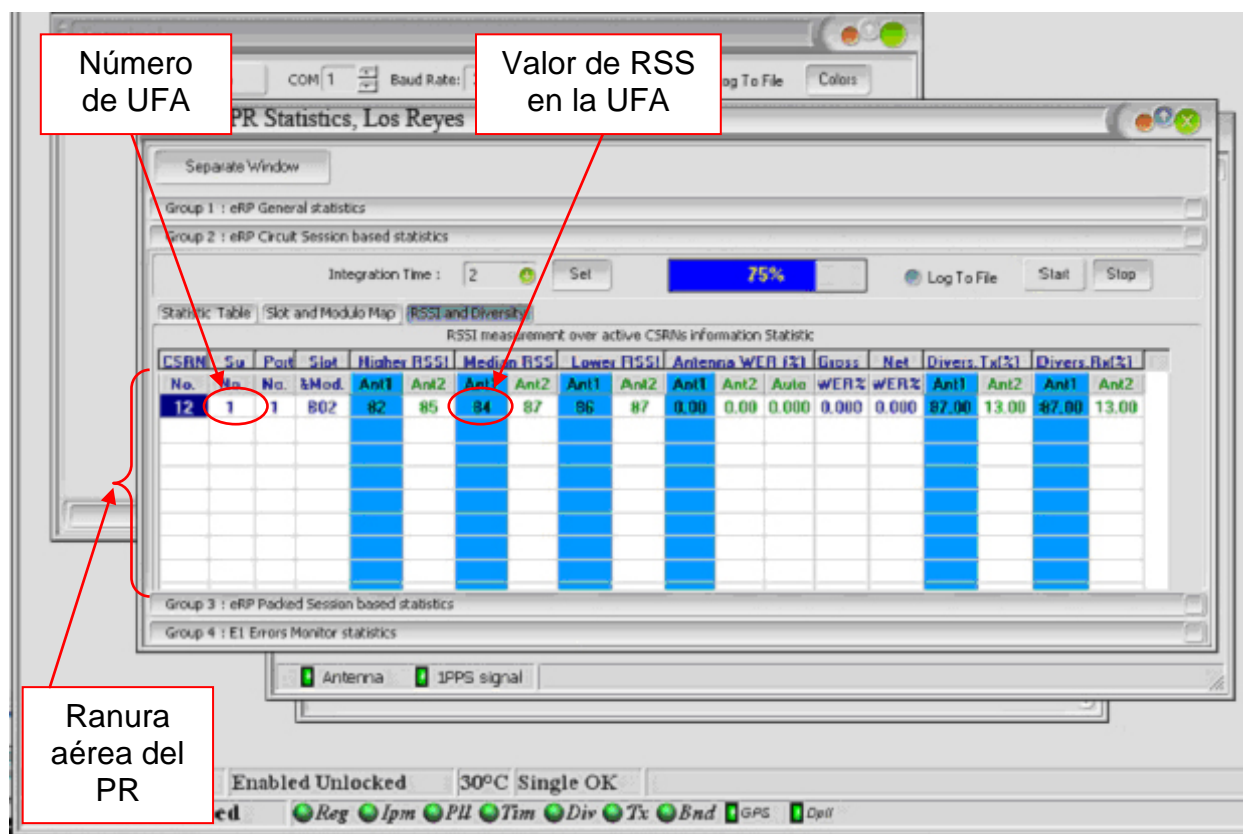 Número de UFA
Valor de RSS en la UFA
COM 1 Baud Rate: Log To File Colors
PR Statistics, Los Reyes
Separate Window
Group 1 : eRP General statistics
Group 2 : eRP Circuit Session based statistics
Integration Time : 2 Set 75% Log To File Start Stop
Statistic Table Slot and Modulo Map RSSI and Diversity
RSSI measurement over active CSRNs information Statistic
CSRN Su Port Slot Higher RSSI Median RSS Lower RSSI Antenna WER (%) Gross Net Divers.Tx(%) Divers.Rx(%)
No. No. No. &Mod. Ant1 Ant2 Ant1 Ant2 Ant1 Ant2 Ant1 Ant2 Auto WER% WER% Ant1 Ant2 Ant1 Ant2
12 1 1 B02 82 85 84 87 86 87 0.00 0.00 0.000 0.000 0.000 87.00 13.00 87.00 13.00
Group 3 : eRP Packed Session based statistics
Group 4 : E1 Errors Monitor statistics
Antenna 1PPS signal
Ranura aérea del PR
Enabled Unlocked 30ºC Single OK
ed Reg Ipm Pll Tim Div Tx Bnd GPS Dpll